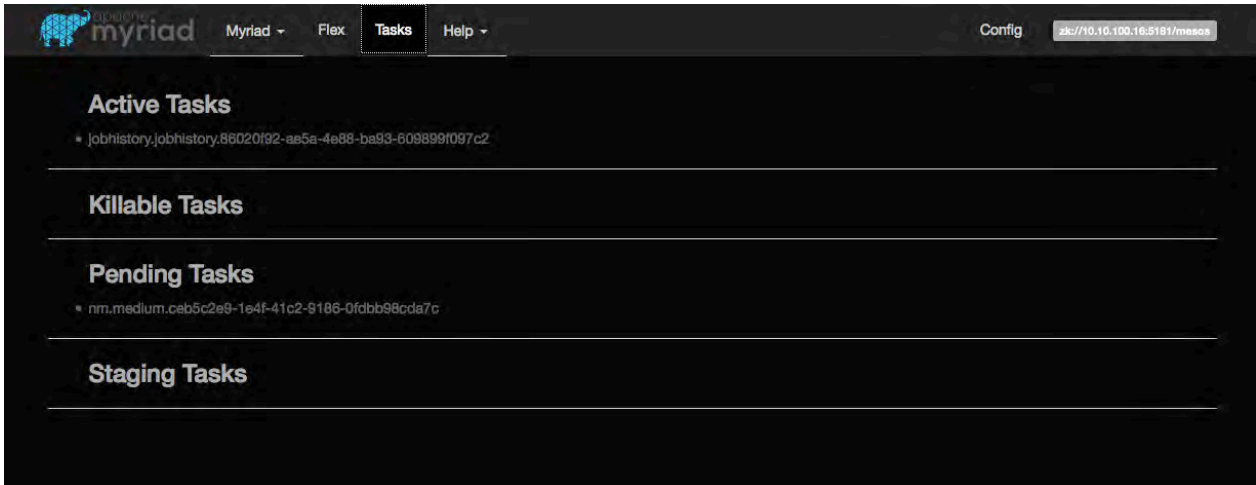 apache
myriad
Myriad Flex Tasks Help Config zk://10.10.100.16:5181/mesos
Active Tasks
jobhistory.jobhistory.86020f92-ae5a-4e88-ba93-609899f097c2
Killable Tasks
Pending Tasks
nm.medium.ceb5c2e9-1e4f-41c2-9186-0fdbb98cda7c
Staging Tasks